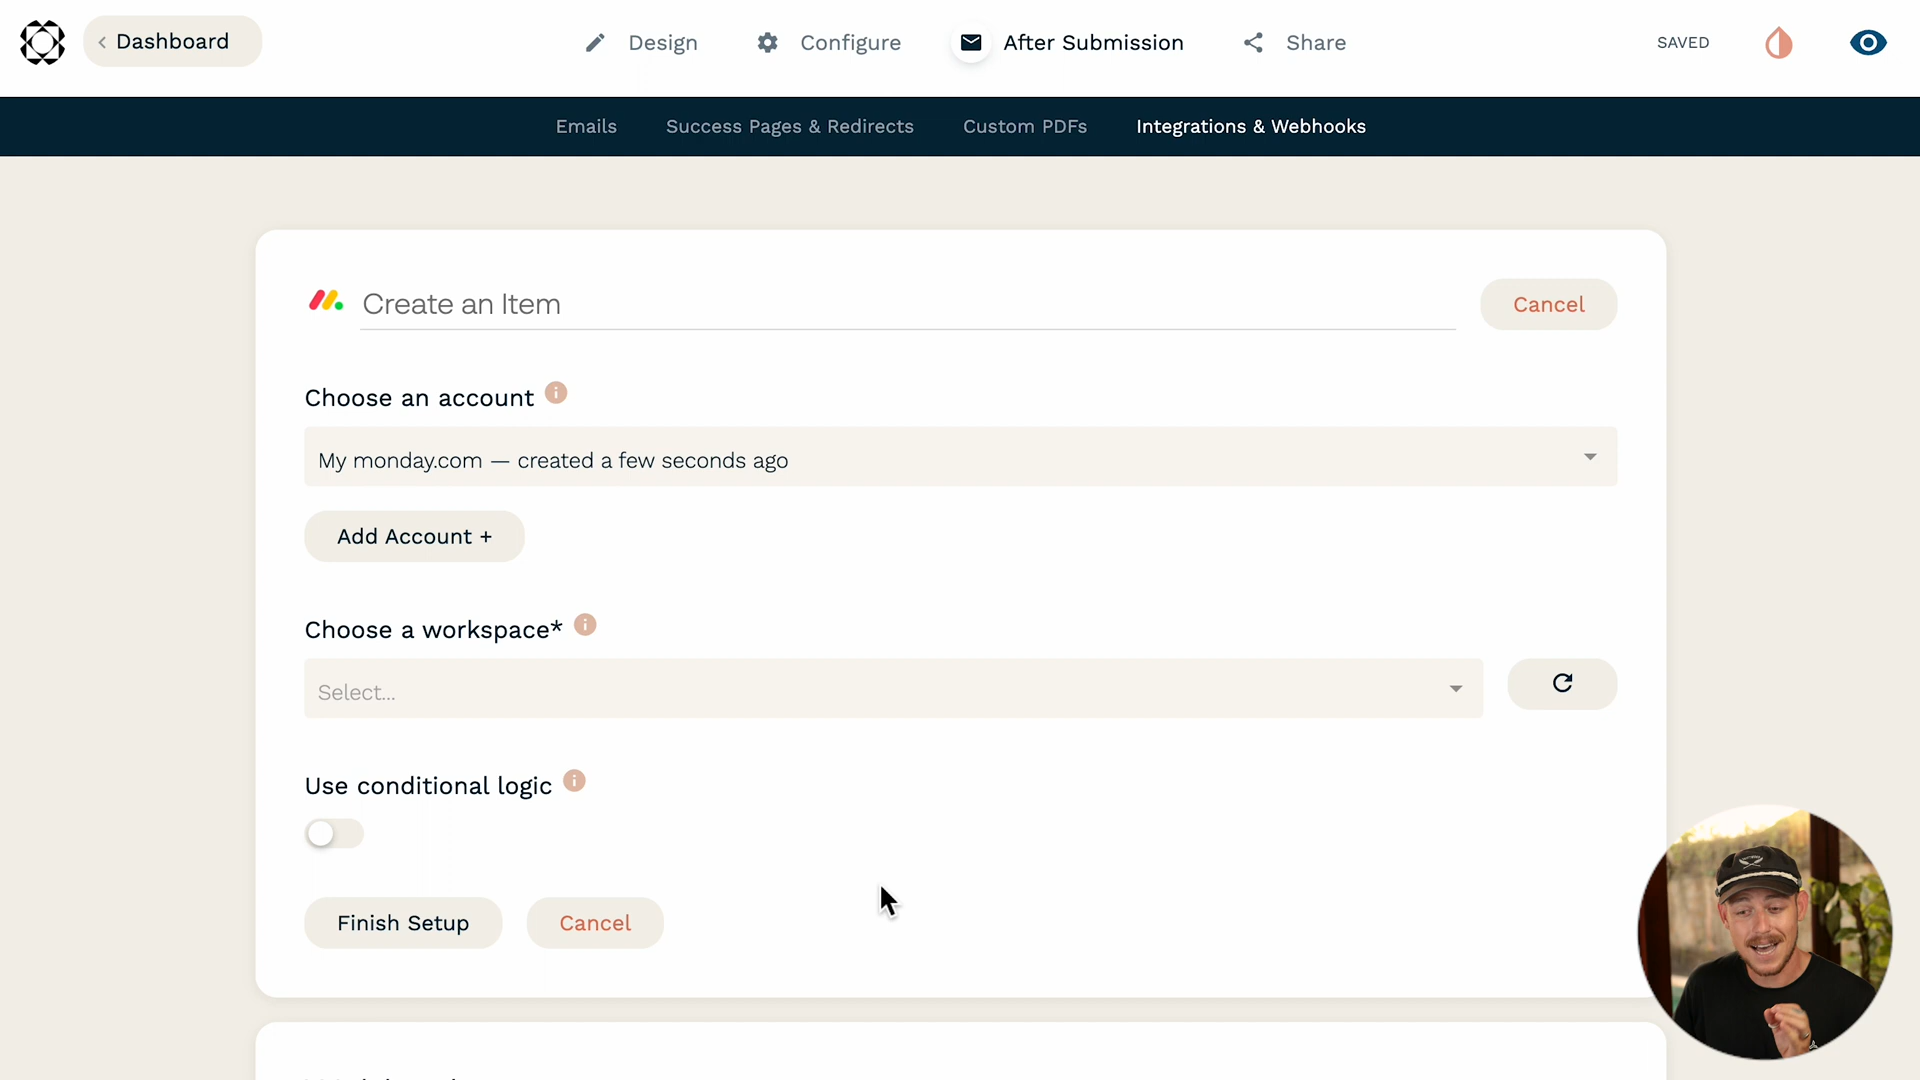 Dashboard
Design
Configure
After Submission
Share
SAVED
Emails
Success Pages & Redirects
Custom PDFs
Integrations & Webhooks
Create an Item
Cancel
Choose an account
My monday.com — created a few seconds ago
Add Account +
Choose a workspace*
Select...
Use conditional logic
Finish Setup
Cancel